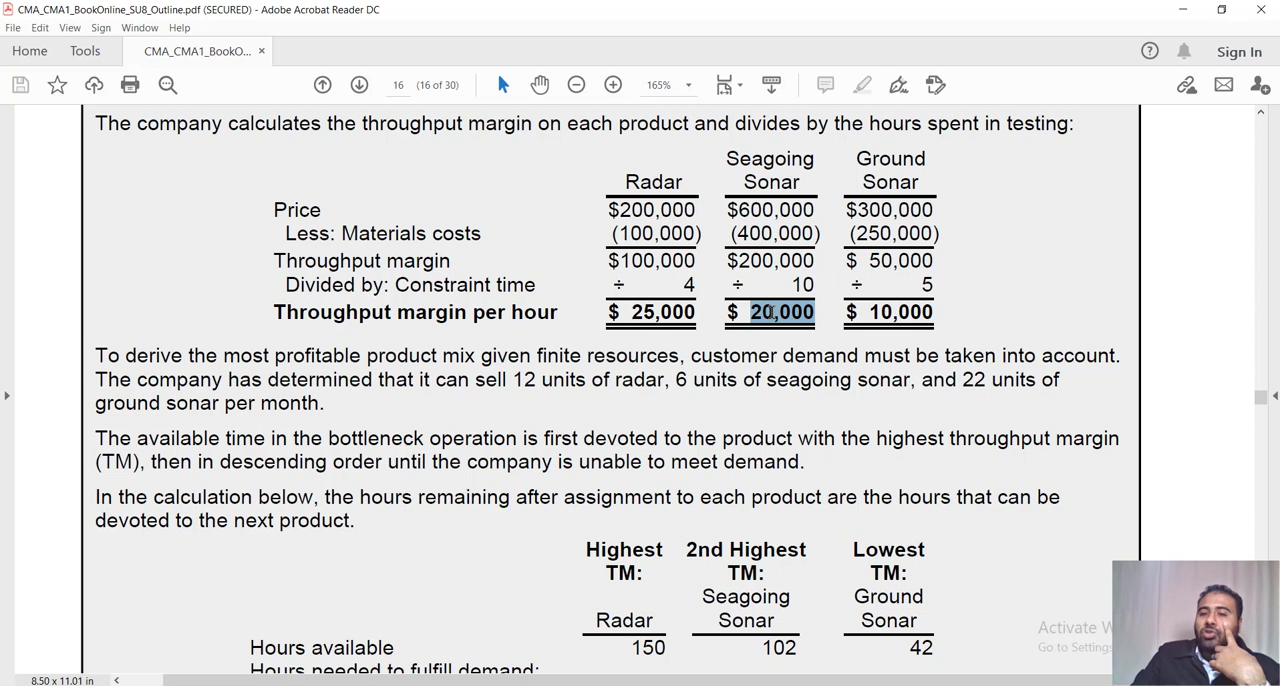 CMA_CMA1_BookOnline_SU8_Outline.pdf (SECURED) - Adobe Acrobat Reader DC
File Edit View Sign Window Help
Home Tools CMA_CMA1_BookO... × Sign In
16 (16 of 30) 165%
The company calculates the throughput margin on each product and divides by the hours spent in testing:
Seagoing Ground
Radar Sonar Sonar
Price $200,000 $600,000 $300,000
Less: Materials costs (100,000) (400,000) (250,000)
Throughput margin $100,000 $200,000 $ 50,000
Divided by: Constraint time ÷ 4 ÷ 10 ÷ 5
Throughput margin per hour $ 25,000 $ 20,000 $ 10,000
To derive the most profitable product mix given finite resources, customer demand must be taken into account.
The company has determined that it can sell 12 units of radar, 6 units of seagoing sonar, and 22 units of
ground sonar per month.
The available time in the bottleneck operation is first devoted to the product with the highest throughput margin
(TM), then in descending order until the company is unable to meet demand.
In the calculation below, the hours remaining after assignment to each product are the hours that can be
devoted to the next product.
Highest 2nd Highest Lowest
TM: TM: TM:
Seagoing Ground
Radar Sonar Sonar
Hours available 150 102 42
Hours needed to fulfill demand:
Activate W
Go to Settings
8.50 x 11.01 in